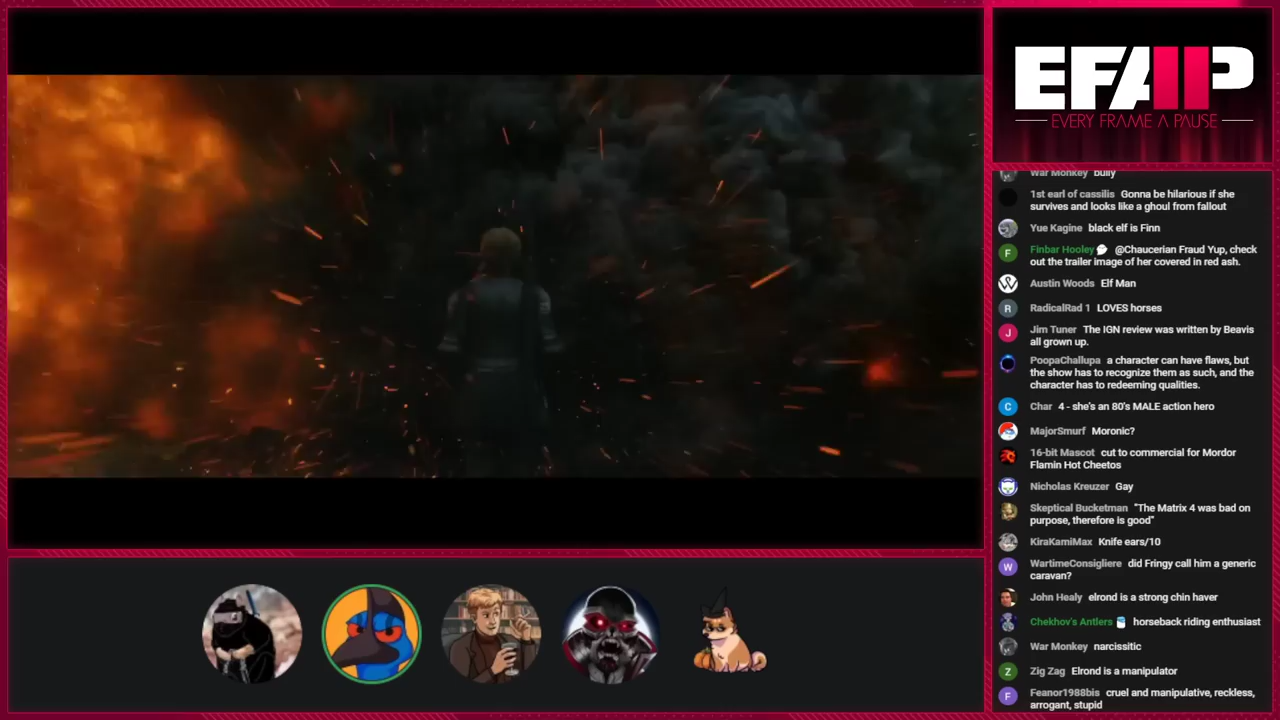 EFAP
EVERY FRAME A PAUSE
War Monkey bully
1st earl of cassilis Gonna be hilarious if she
survives and looks like a ghoul from fallout
Yue Kagine black elf is Finn
Finbar Hooley @Chaucerian Fraud Yup, check
out the trailer image of her covered in red ash.
Austin Woods Elf Man
RadicalRad 1 LOVES horses
Jim Tuner The IGN review was written by Beavis
all grown up.
PoopaChallupa a character can have flaws, but
the show has to recognize them as such, and the
character has to redeeming qualities.
Char 4 - she's an 80's MALE action hero
MajorSmurf Moronic?
16-bit Mascot cut to commercial for Mordor
Flamin Hot Cheetos
Nicholas Kreuzer Gay
Skeptical Bucketman "The Matrix 4 was bad on
purpose, therefore is good"
KiraKamiMax Knife ears/10
WartimeConsigliere did Fringy call him a generic
caravan?
John Healy elrond is a strong chin haver
Chekhov's Antlers horseback riding enthusiast
War Monkey narcissitic
Zig Zag Elrond is a manipulator
Feanor1988bis cruel and manipulative, reckless,
arrogant, stupid